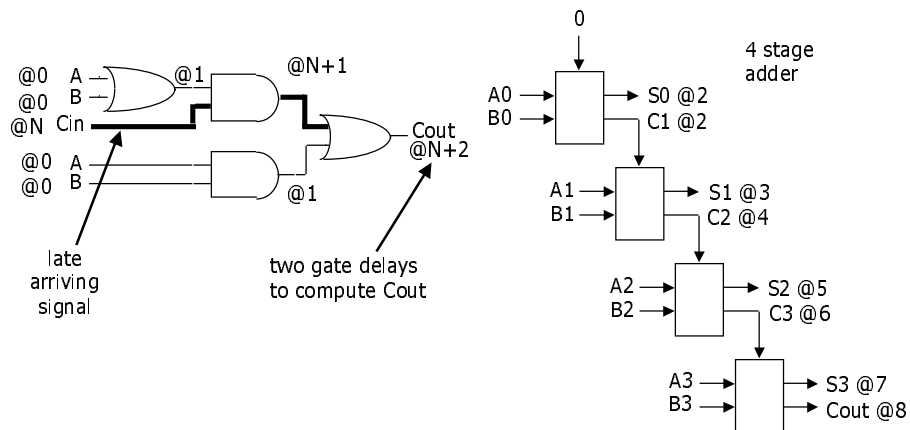 @0 A
@0 B
@N Cin
@1
@N+1
@0 A
@0 B
@1
Cout
@N+2
late
arriving
signal
two gate delays
to compute Cout
0
4 stage
adder
A0
B0
S0 @2
C1 @2
A1
B1
S1 @3
C2 @4
A2
B2
S2 @5
C3 @6
A3
B3
S3 @7
Cout @8